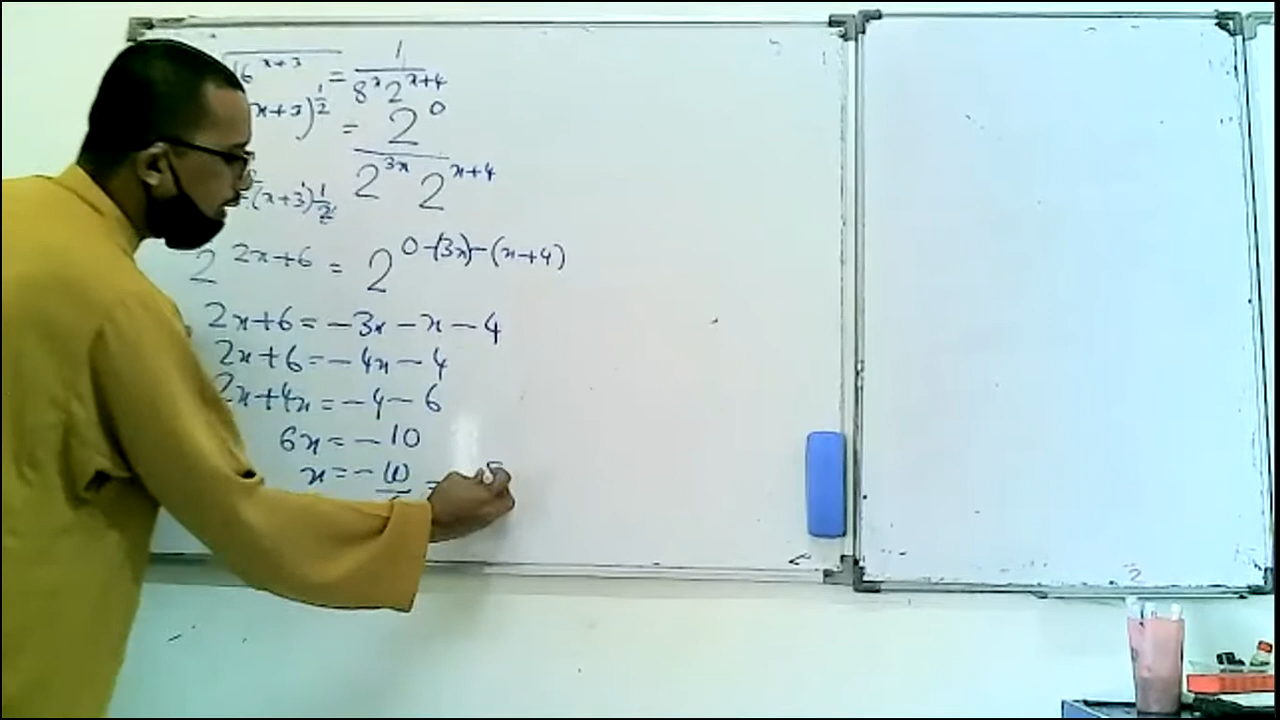 √16^(x+3) = 1/(8^x 2^(x+4))
x+3)^(1/2) = 2^0/(2^(3x) 2^(x+4))
(x+3)1/2
2^(2x+6) = 2^(0-(3x)-(x+4))
2x+6=-3x-x-4
2x+6=-4x-4
2x+4x=-4-6
6x=-10
x=-10/6 = 5